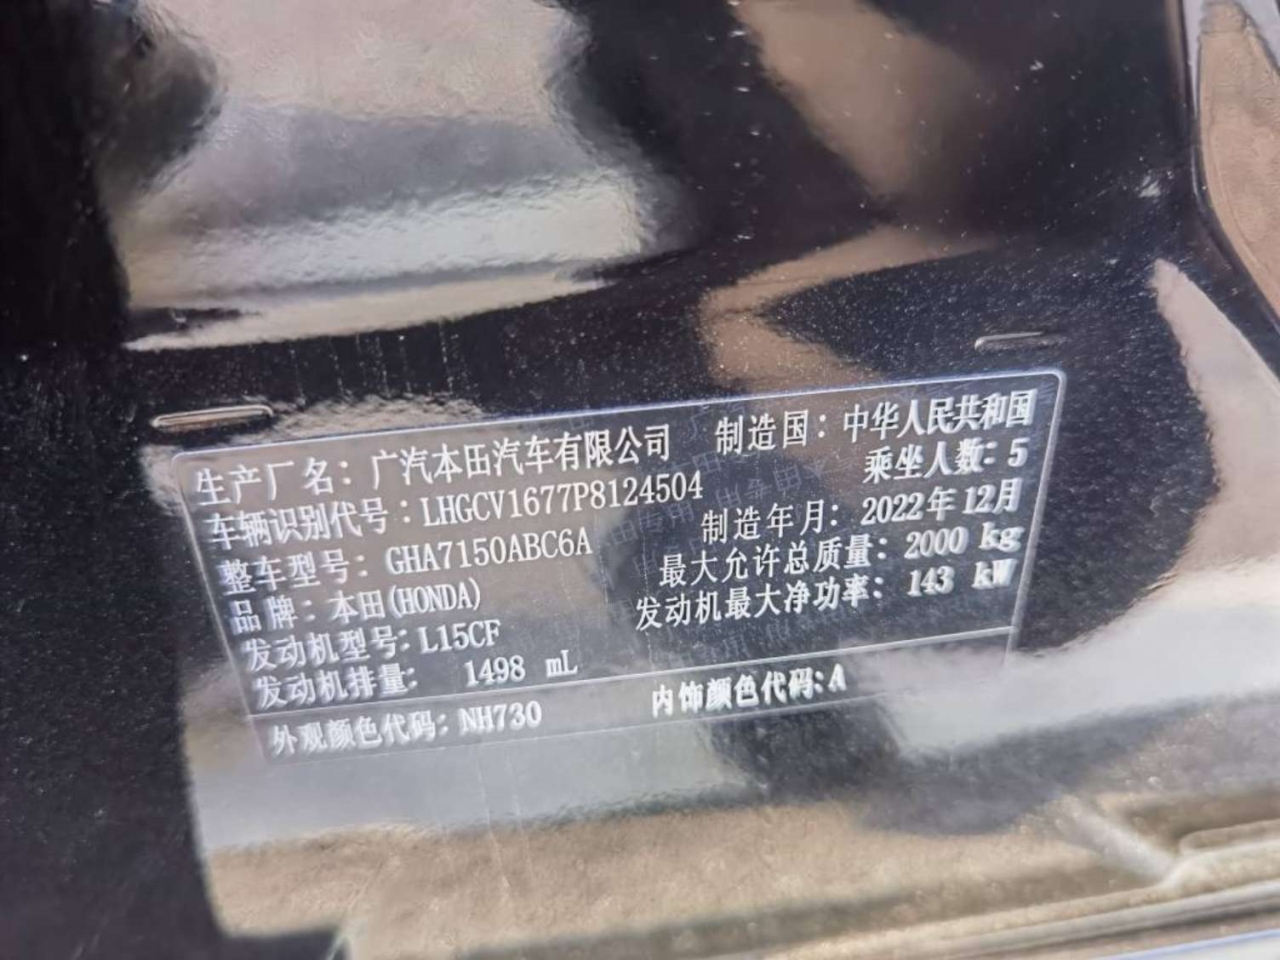 生产厂名：广汽本田汽车有限公司 制造国：中华人民共和国
车辆识别代号：LHGCV1677P8124504 乘坐人数：5
整车型号：GHA7150ABC6A 制造年月：2022年12月
品牌：本田(HONDA) 最大允许总质量：2000 kg
发动机型号：L15CF 发动机最大净功率：143 kW
发动机排量： 1498 mL
外观颜色代码：NH730 内饰颜色代码：A